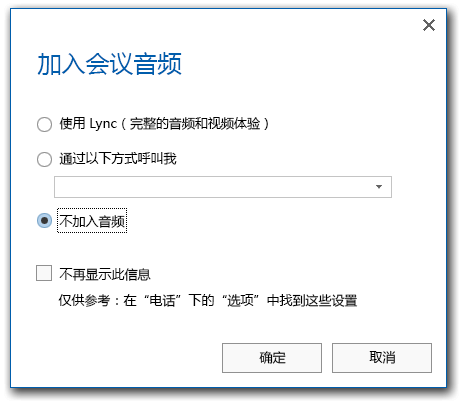 加入会议音频
使用 Lync（完整的音频和视频体验）
通过以下方式呼叫我
不加入音频
不再显示此信息
仅供参考：在“电话”下的“选项”中找到这些设置
确定
取消